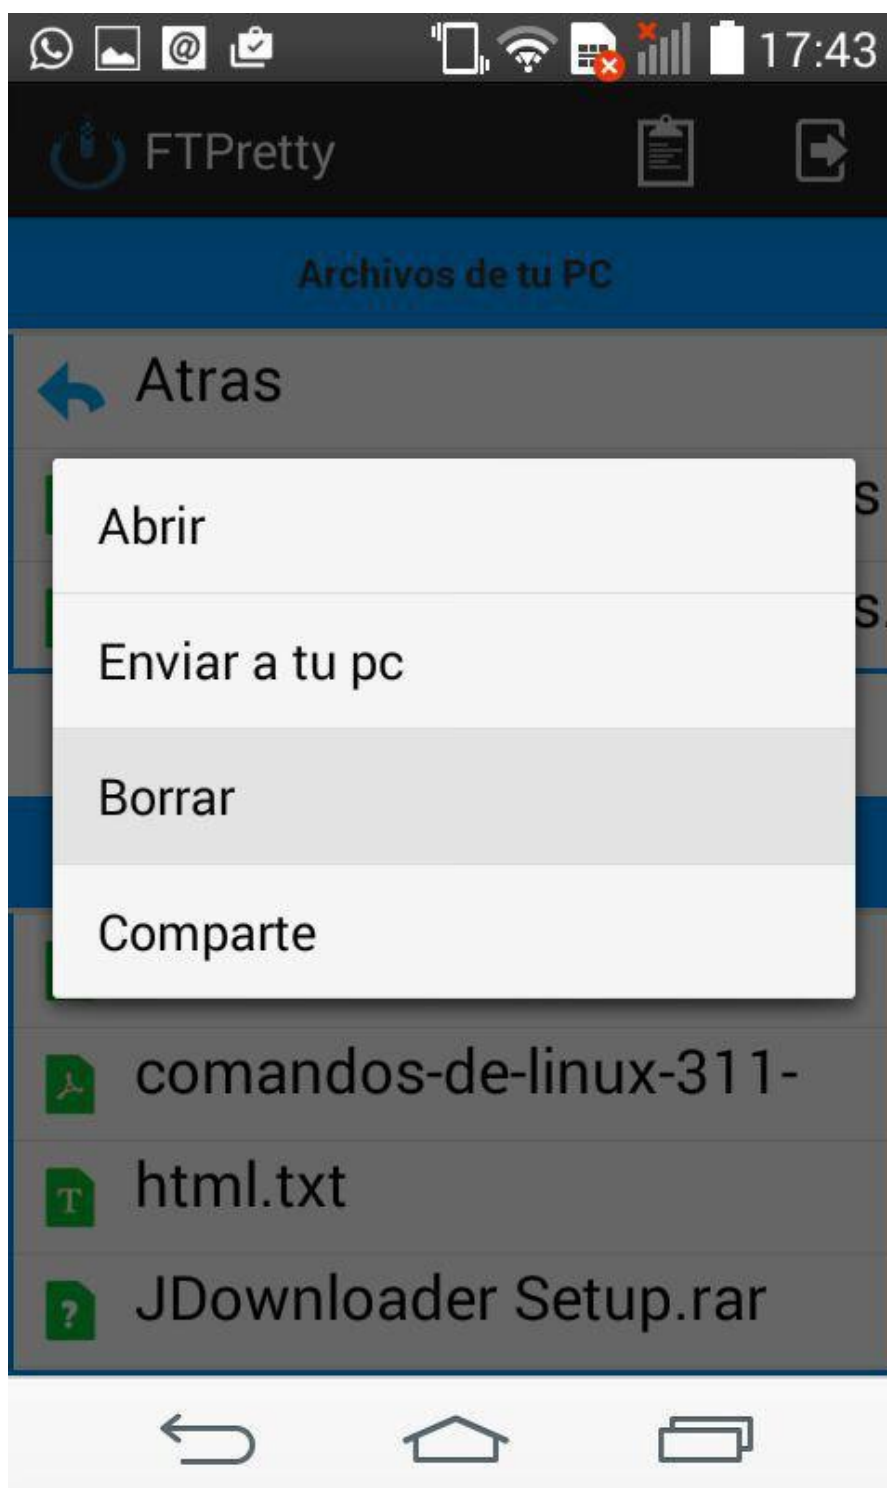 17:43
FTPretty
Archivos de tu PC
Atras
s
s.
Abrir
Enviar a tu pc
Borrar
Comparte
comandos-de-linux-311-
html.txt
JDownloader Setup.rar